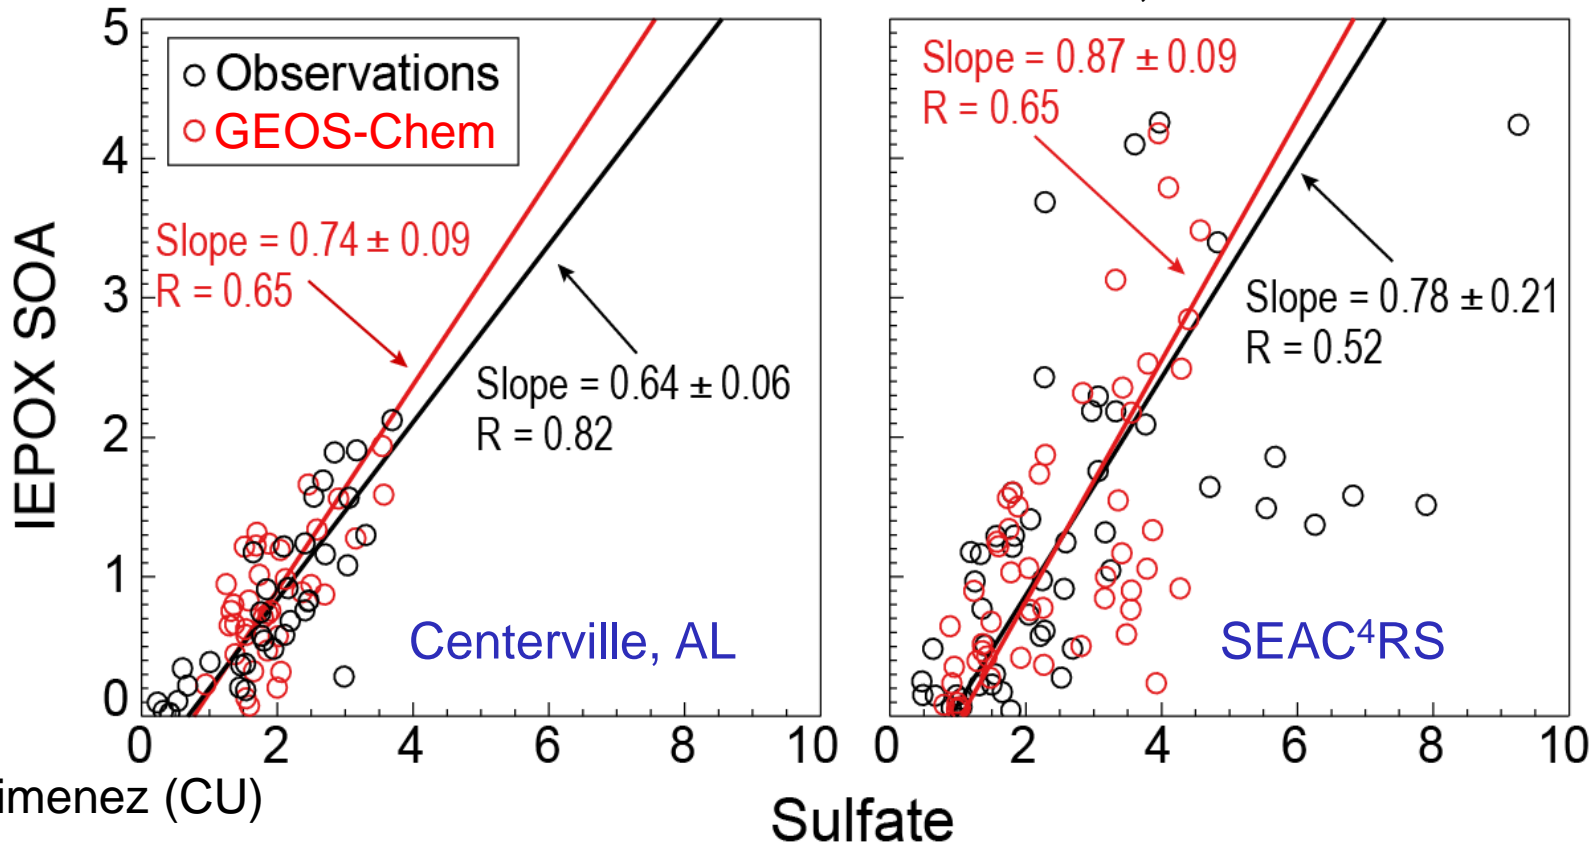 Observations
GEOS-Chem
Slope = 0.74 ± 0.09
R = 0.65
Slope = 0.64 ± 0.06
R = 0.82
Centerville, AL
Slope = 0.87 ± 0.09
R = 0.65
Slope = 0.78 ± 0.21
R = 0.52
SEAC⁴RS
IEPOX SOA
5
4
3
2
1
0
0 2 4 6 8 10
0 2 4 6 8 10
imenez (CU)
Sulfate